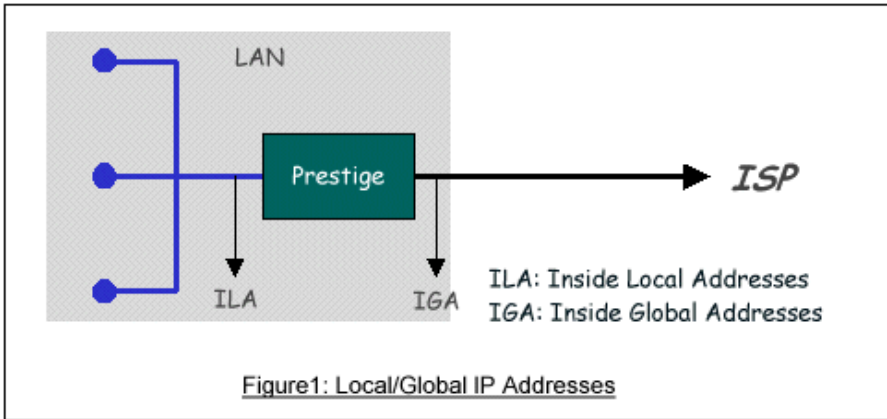 LAN
Prestige
ISP
ILA
IGA
ILA: Inside Local Addresses
IGA: Inside Global Addresses
Figure1: Local/Global IP Addresses